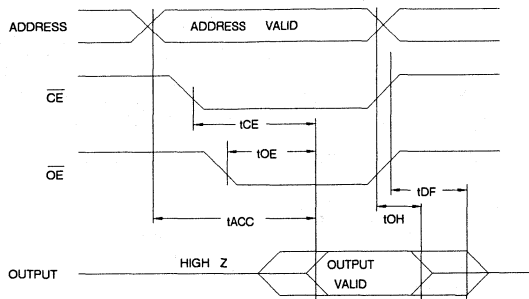 ADDRESS
ADDRESS VALID
CE
tCE
OE
tOE
tDF
tACC
tOH
HIGH Z
OUTPUT
OUTPUT
VALID